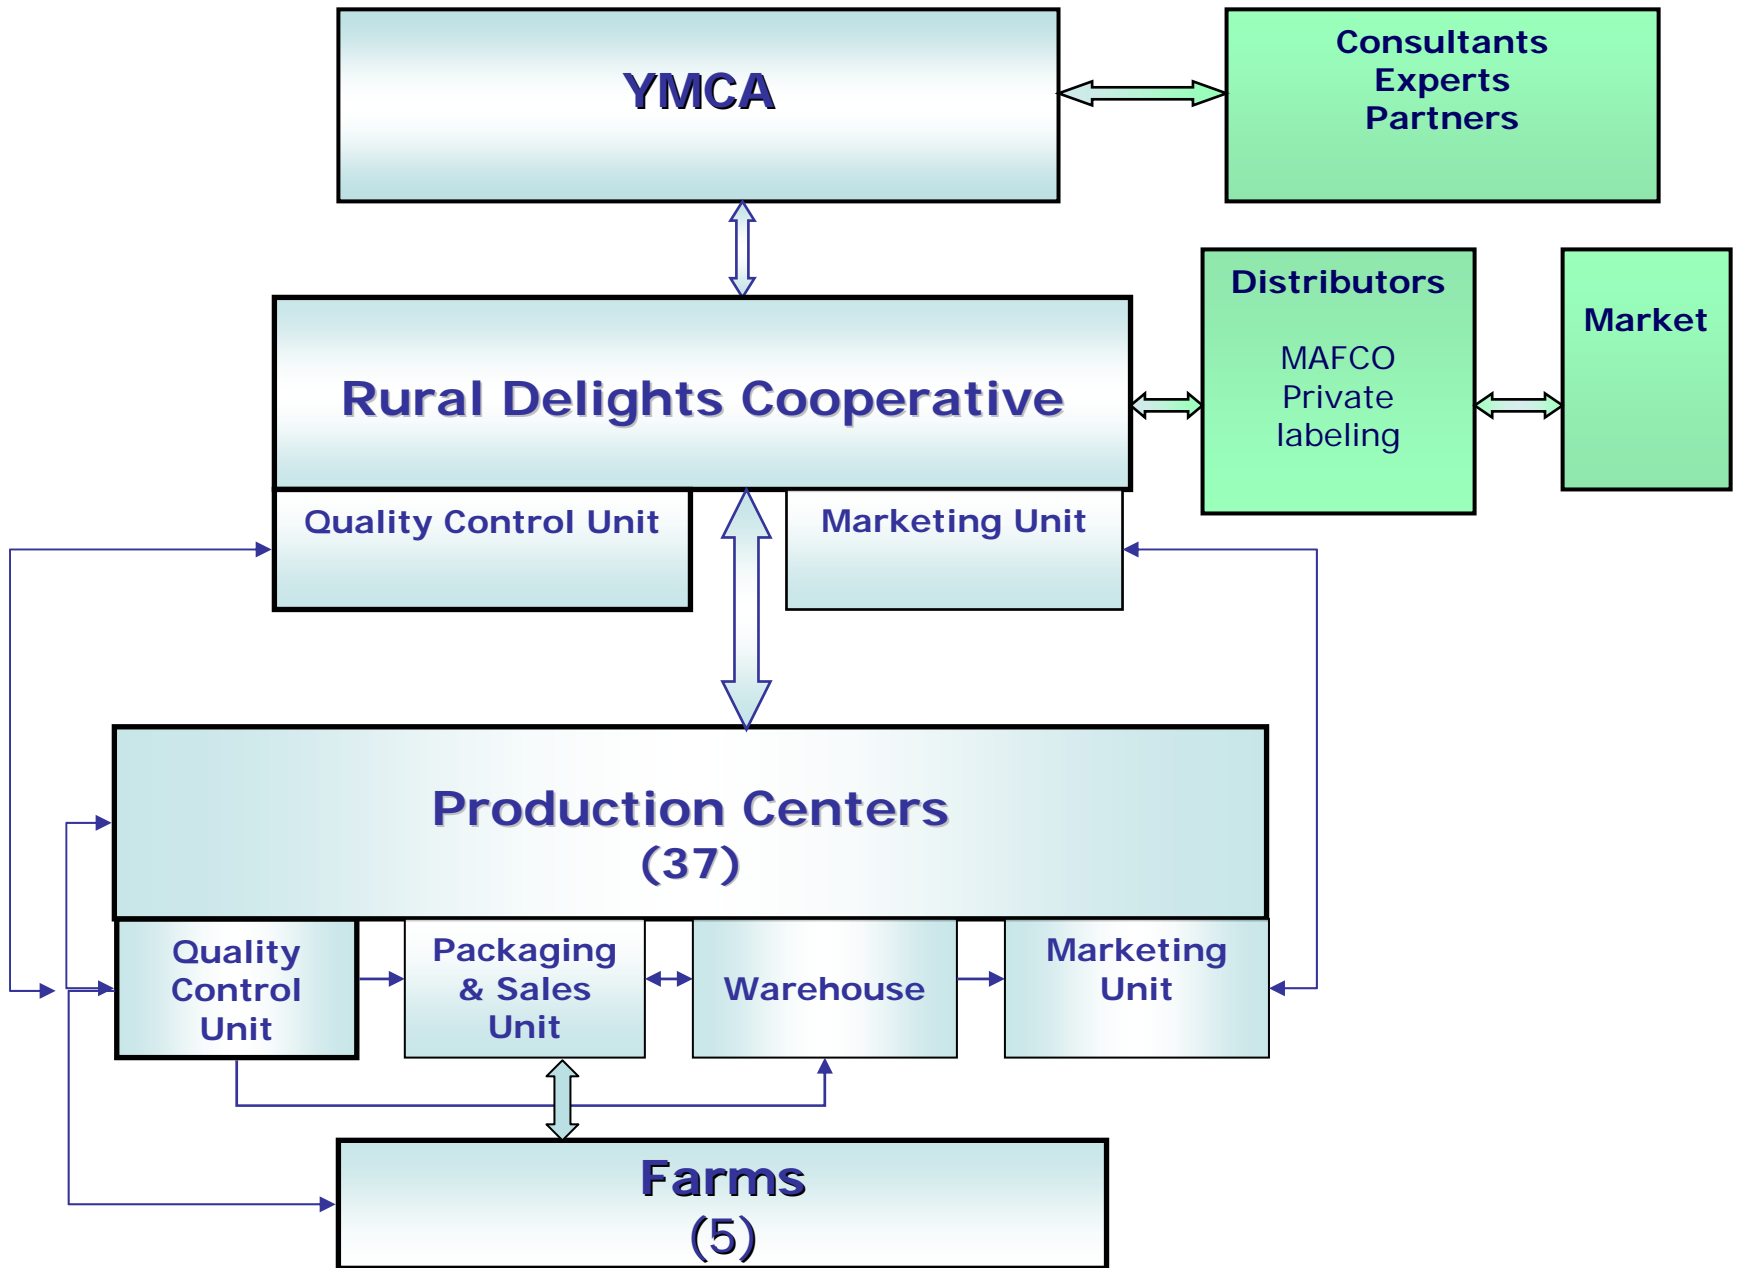 YMCA
Consultants
Experts
Partners
Rural Delights Cooperative
Distributors
MAFCO
Private
labeling
Market
Quality Control Unit
Marketing Unit
Production Centers
(37)
Quality
Control
Unit
Packaging
& Sales
Unit
Warehouse
Marketing
Unit
Farms
(5)